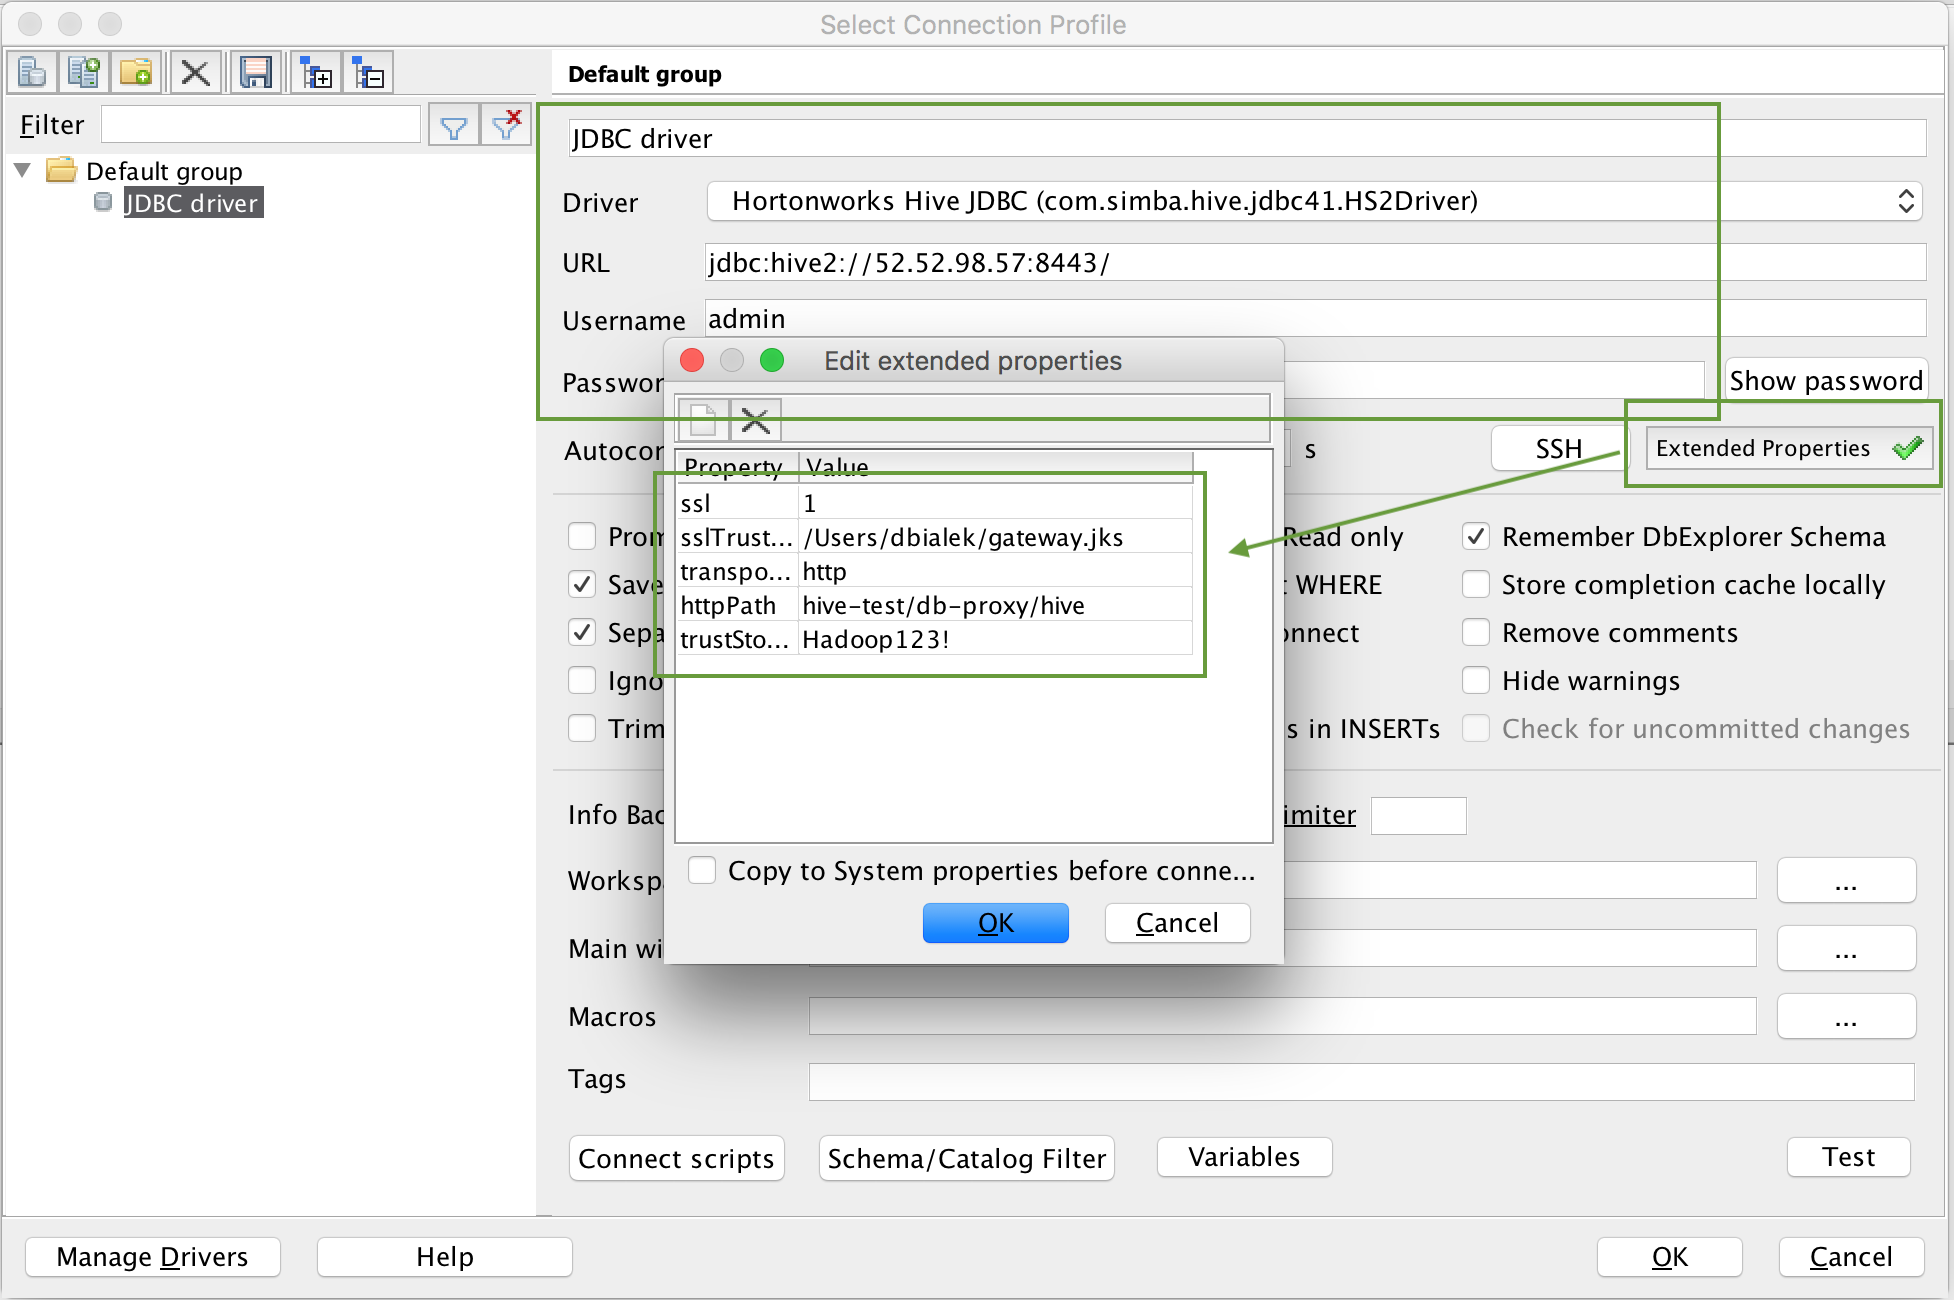 Select Connection Profile
Default group
Filter
Default group
JDBC driver
JDBC driver
Driver
Hortonworks Hive JDBC (com.simba.hive.jdbc41.HS2Driver)
URL
jdbc:hive2://52.52.98.57:8443/
Username
admin
Passwor
Show password
Edit extended properties
Autocor
s
SSH
Extended Properties
Property Value
ssl 1
sslTrust... /Users/dbialek/gateway.jks
transpo... http
httpPath hive-test/db-proxy/hive
trustSto... Hadoop123!
Copy to System properties before conne...
OK
Cancel
Pron
Read only
Remember DbExplorer Schema
Save
t WHERE
Store completion cache locally
Sepa
onnect
Remove comments
Igno
Hide warnings
Trim
s in INSERTs
Check for uncommitted changes
Info Bac
imiter
Workspa
...
Main wi
...
Macros
...
Tags
Connect scripts
Schema/Catalog Filter
Variables
Test
Manage Drivers
Help
OK
Cancel